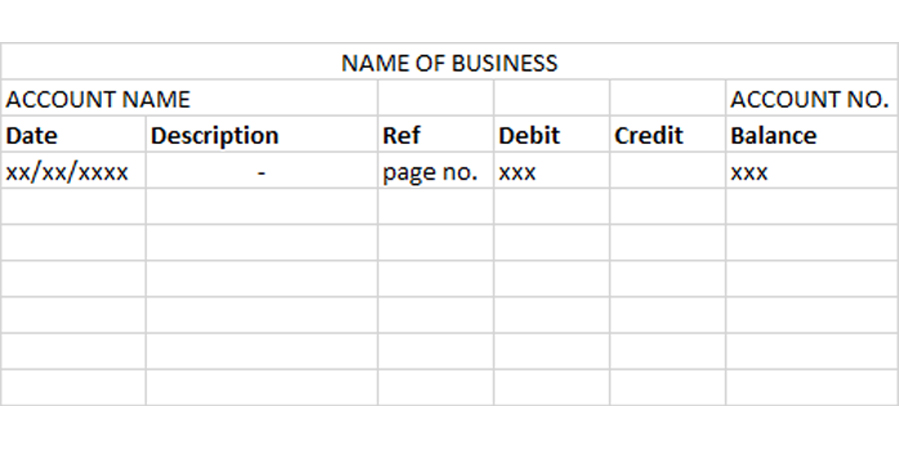 NAME OF BUSINESS
ACCOUNT NAME ACCOUNT NO.
Date Description Ref Debit Credit Balance
xx/xx/xxxx - page no. xxx xxx